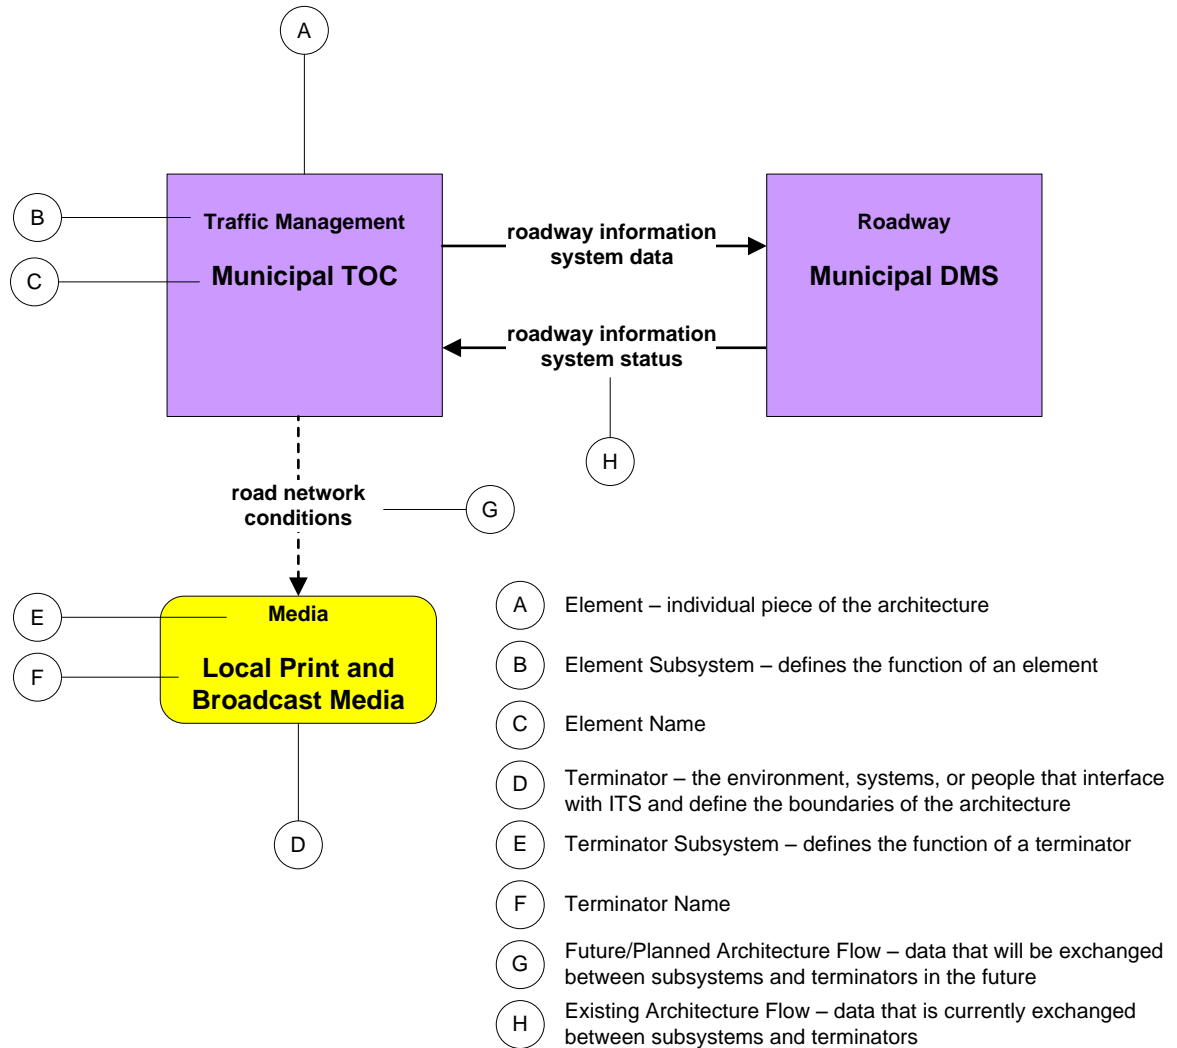 A
B
Traffic Management
C
Municipal TOC
Roadway
Municipal DMS
roadway information
system data
roadway information
system status
H
road network
conditions
G
E
Media
F
Local Print and
Broadcast Media
D
A Element – individual piece of the architecture
B Element Subsystem – defines the function of an element
C Element Name
D Terminator – the environment, systems, or people that interface
with ITS and define the boundaries of the architecture
E Terminator Subsystem – defines the function of a terminator
F Terminator Name
G Future/Planned Architecture Flow – data that will be exchanged
between subsystems and terminators in the future
H Existing Architecture Flow – data that is currently exchanged
between subsystems and terminators